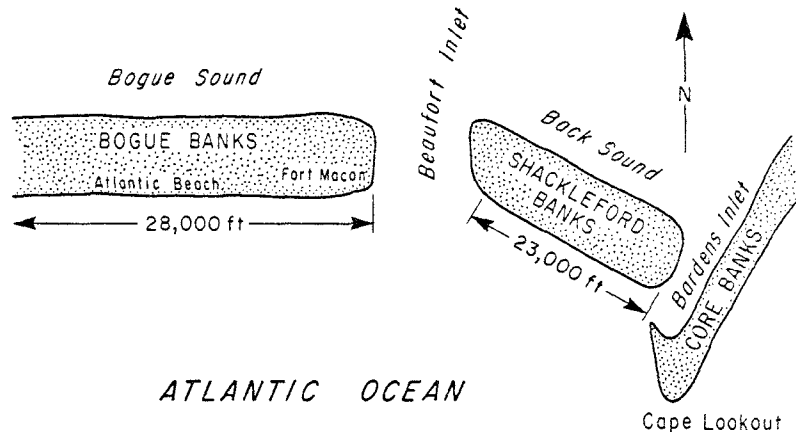 Bogue Sound
BOGUE BANKS
Atlantic Beach
Fort Macon
28,000 ft
Beaufort Inlet
N
Back Sound
SHACKLEFORD
BANKS
23,000 ft
Bardens Inlet
CORE BANKS
ATLANTIC OCEAN
Cape Lookout